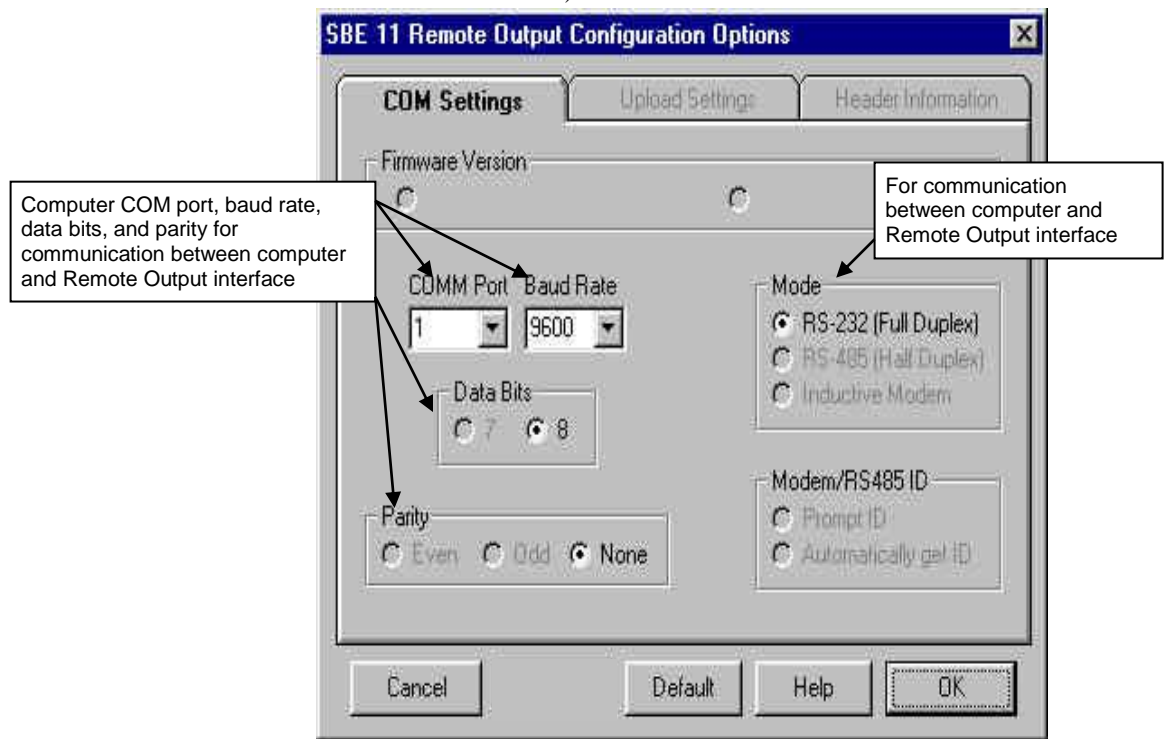 SBE 11 Remote Output Configuration Options
COM Settings
Upload Settings
Header Information
Firmware Version
Computer COM port, baud rate,
data bits, and parity for
communication between computer
and Remote Output interface
For communication
between computer and
Remote Output interface
COMM Port
Baud Rate
1
9600
Mode
RS-232 (Full Duplex)
RS-485 (Half Duplex)
Inductive Modem
Data Bits
7
8
Modem/RS485 ID
Prompt ID
Automatically get ID
Parity
Even
Odd
None
Cancel
Default
Help
OK